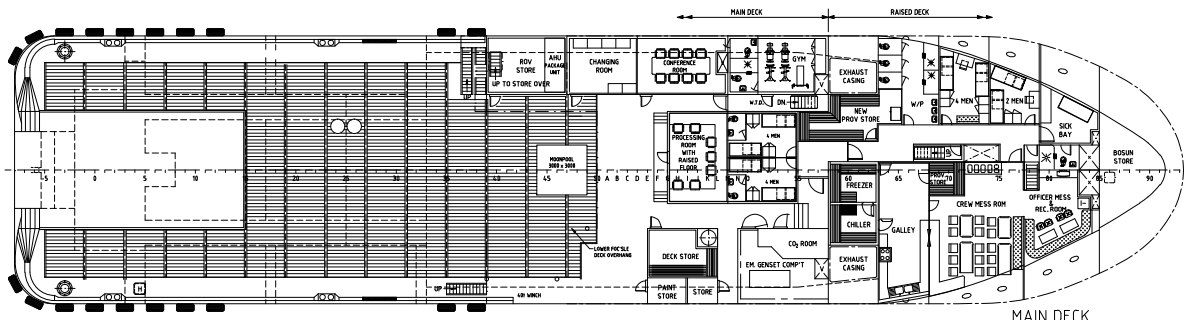 MAIN DECK
RAISED DECK
ROV
STORE
AHU
PACKAGE
UNIT
UP TO STORE OVER
CHANGING
ROOM
CONFERENCE
ROOM
GYM
EXHAUST
CASING
UP
W.T.D.
DN.
NEW
PROV STORE
W/P
4 MEN
2 MEN
SICK
BAY
BOSUN
STORE
PROCESSING
ROOM
WITH
RAISED
FLOOR
4 MEN
4 MEN
MOONPOOL
3000 x 3000
-5
0
5
10
15
20
25
30
35
40
45
50
A B C D E F G H I J K L M N O
60
65
70
75
80
85
90
FREEZER
PROV.
STORE
CHILLER
GALLEY
CREW MESS ROM
OFFICER MESS
&
REC. ROOM
LOWER FOC'SLE
DECK OVERHANG
DECK STORE
CO₂ ROOM
EM. GENSET COMP'T
EXHAUST
CASING
PAINT
STORE
STORE
UP
40t WINCH
H
MAIN DECK